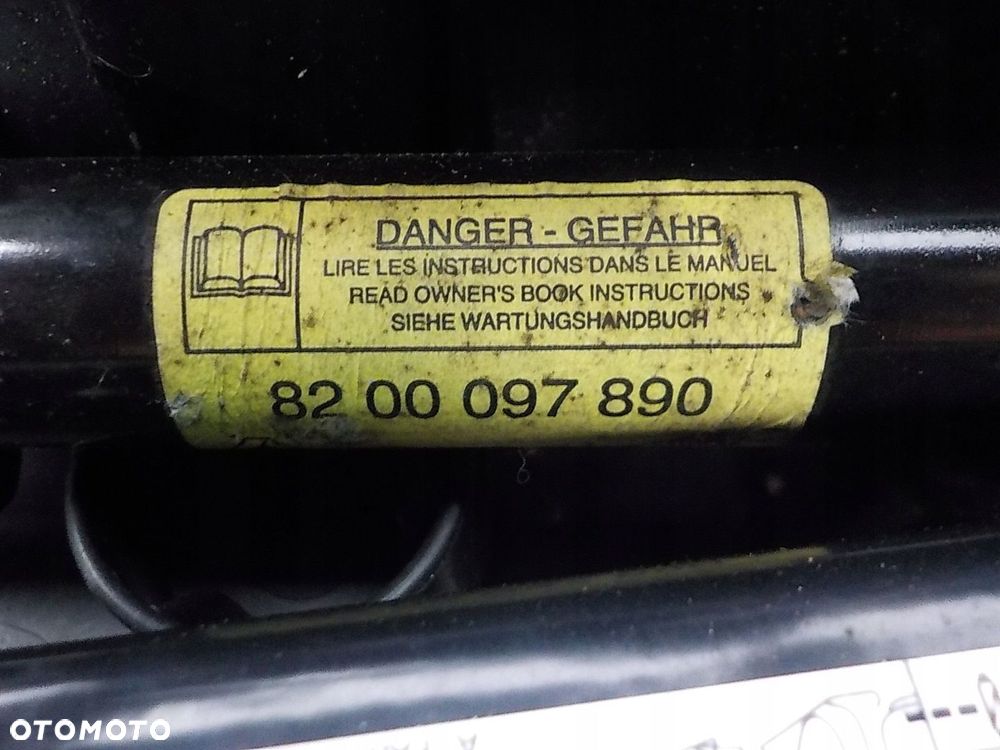 DANGER - GEFAHR
LIRE LES INSTRUCTIONS DANS LE MANUEL
READ OWNER'S BOOK INSTRUCTIONS
SIEHE WARTUNGSHANDBUCH
82 00 097 890
OTOMOTO